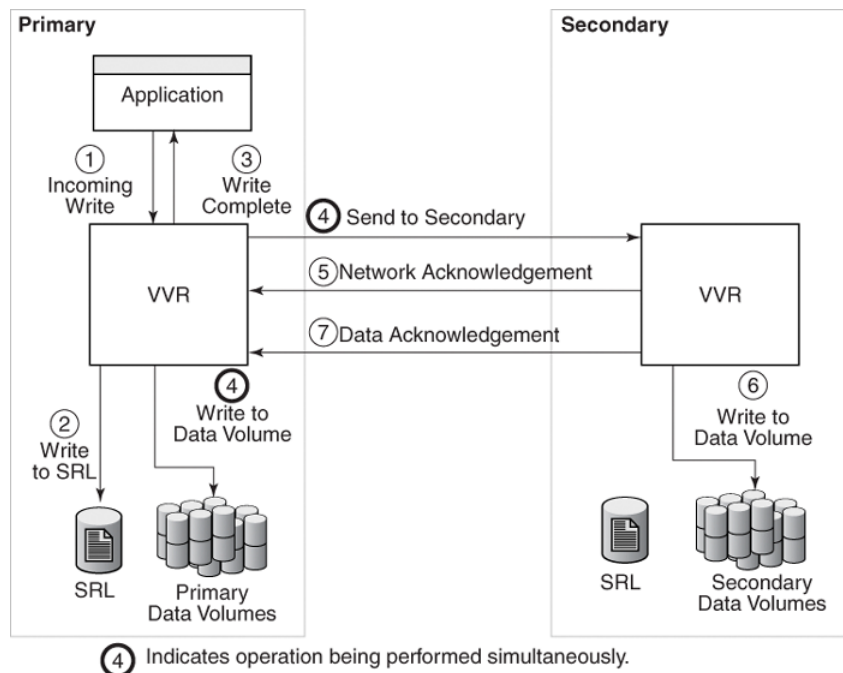 Primary
Secondary
Application
1
Incoming
Write
3
Write
Complete
4 Send to Secondary
VVR
5 Network Acknowledgement
VVR
7 Data Acknowledgement
4
Write to
Data Volume
6
Write to
Data Volume
2
Write
to SRL
SRL
Primary
Data Volumes
SRL
Secondary
Data Volumes
4 Indicates operation being performed simultaneously.